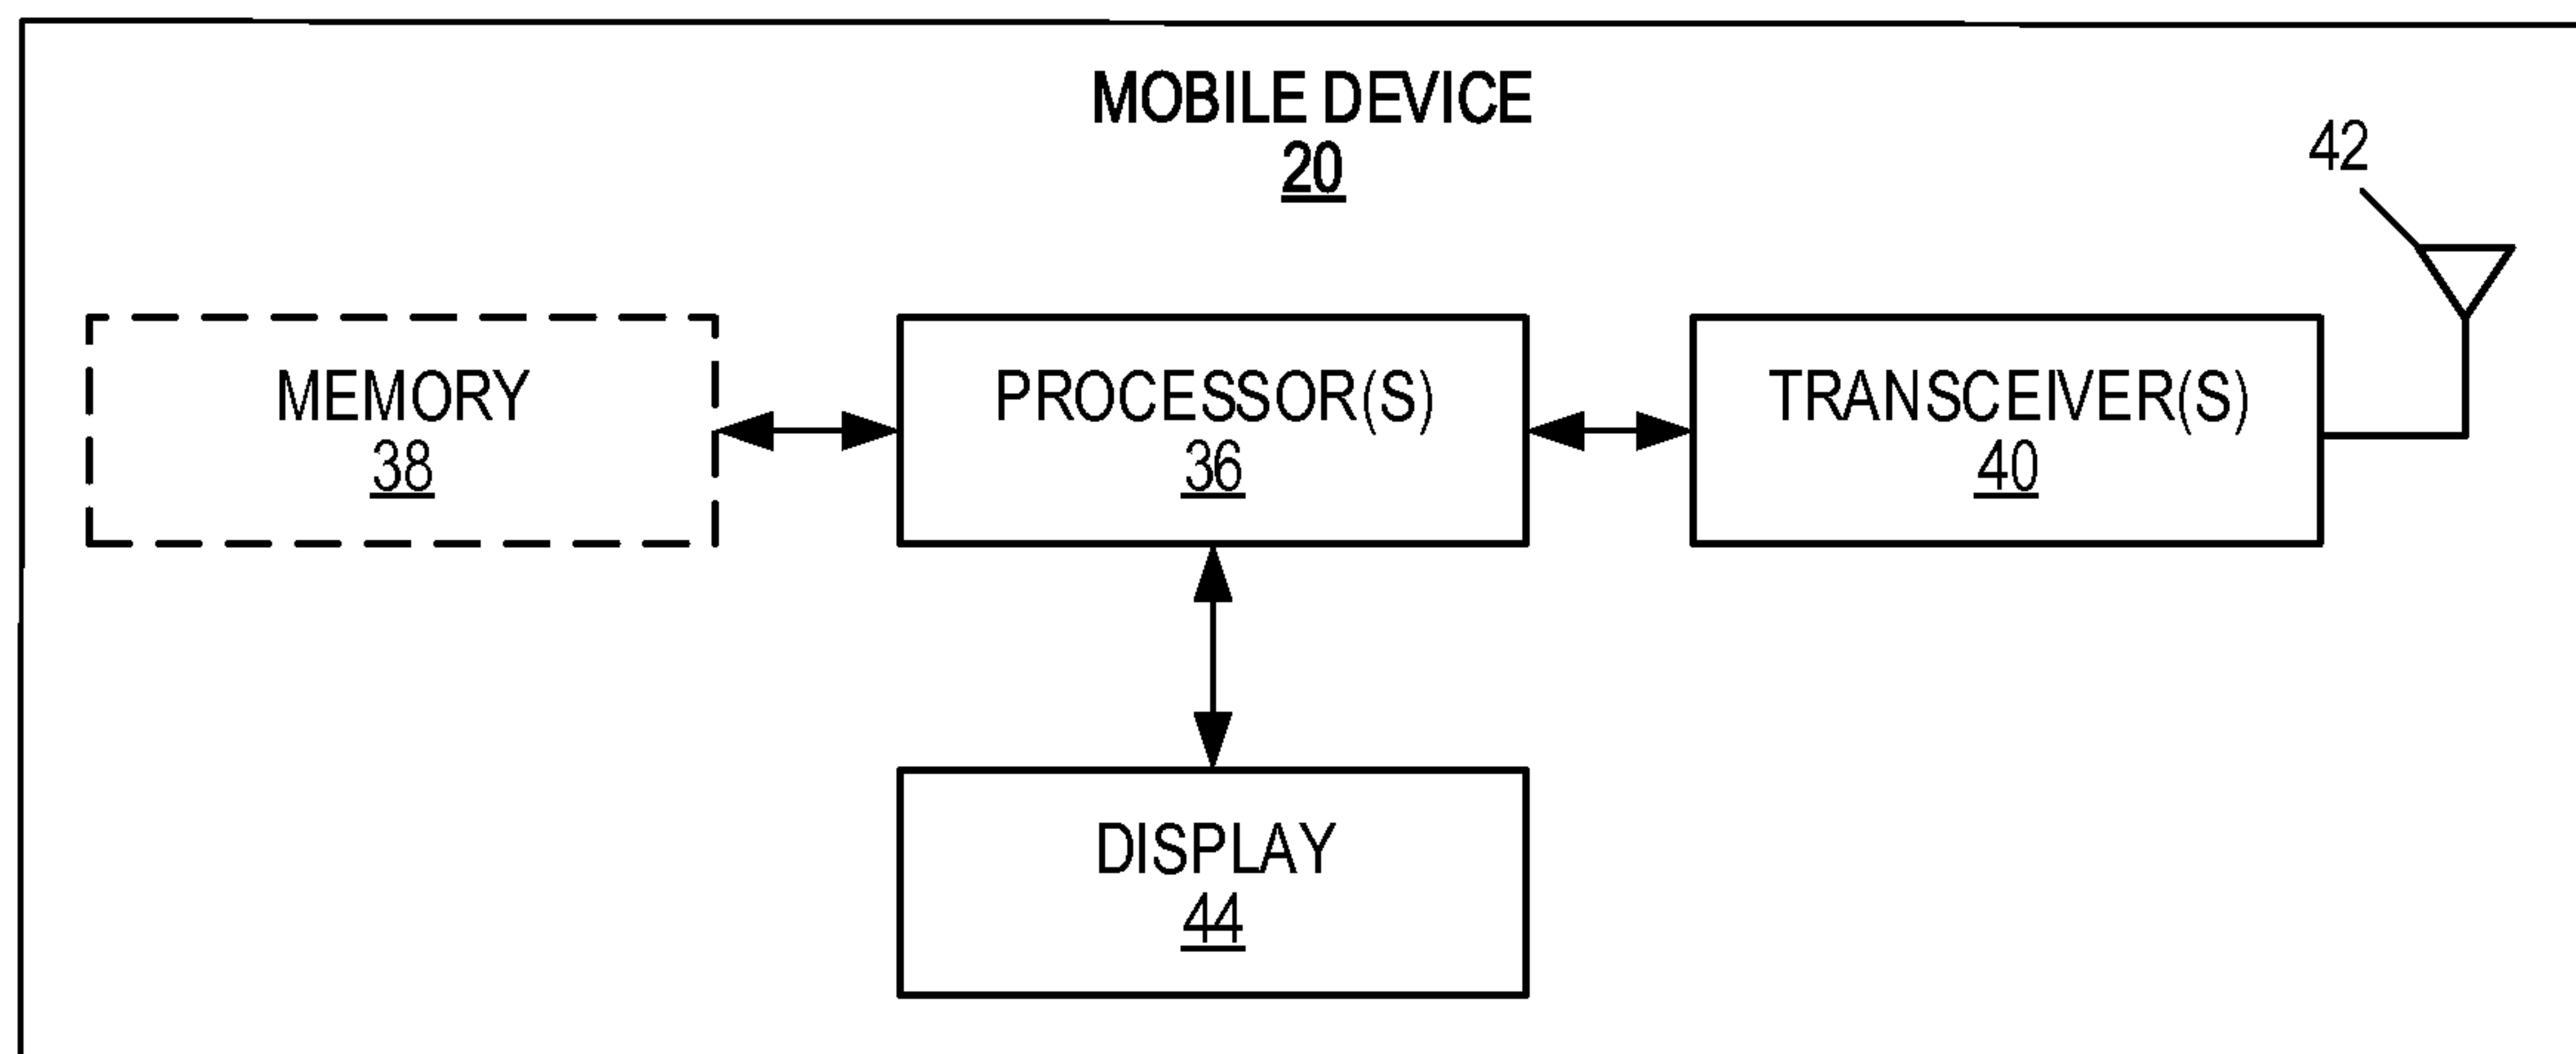 MOBILE DEVICE
20
42
MEMORY
38
PROCESSOR(S)
36
TRANSCEIVER(S)
40
DISPLAY
44